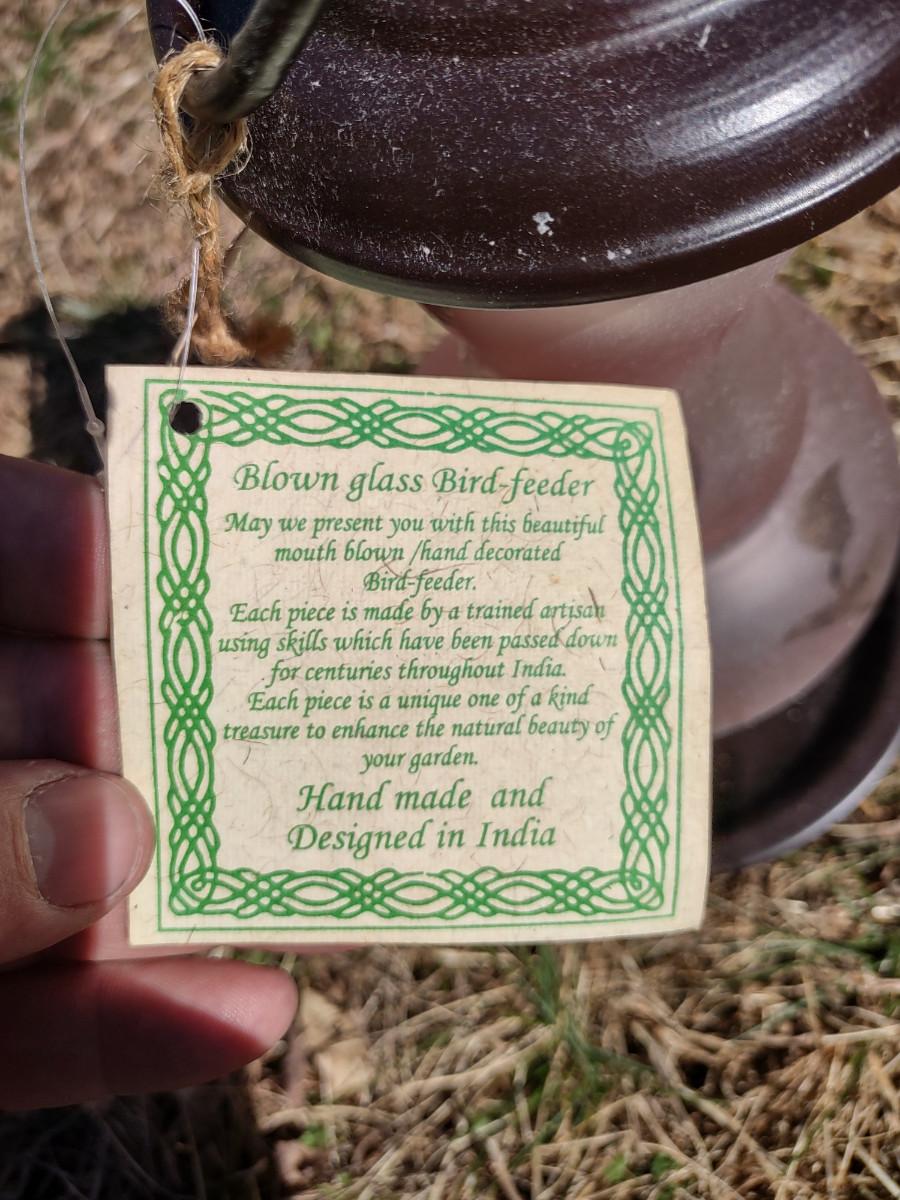 Blown glass Bird-feeder
May we present you with this beautiful
mouth blown /hand decorated
Bird-feeder.
Each piece is made by a trained artisan
using skills which have been passed down
for centuries throughout India.
Each piece is a unique one of a kind
treasure to enhance the natural beauty of
your garden.
Hand made and
Designed in India